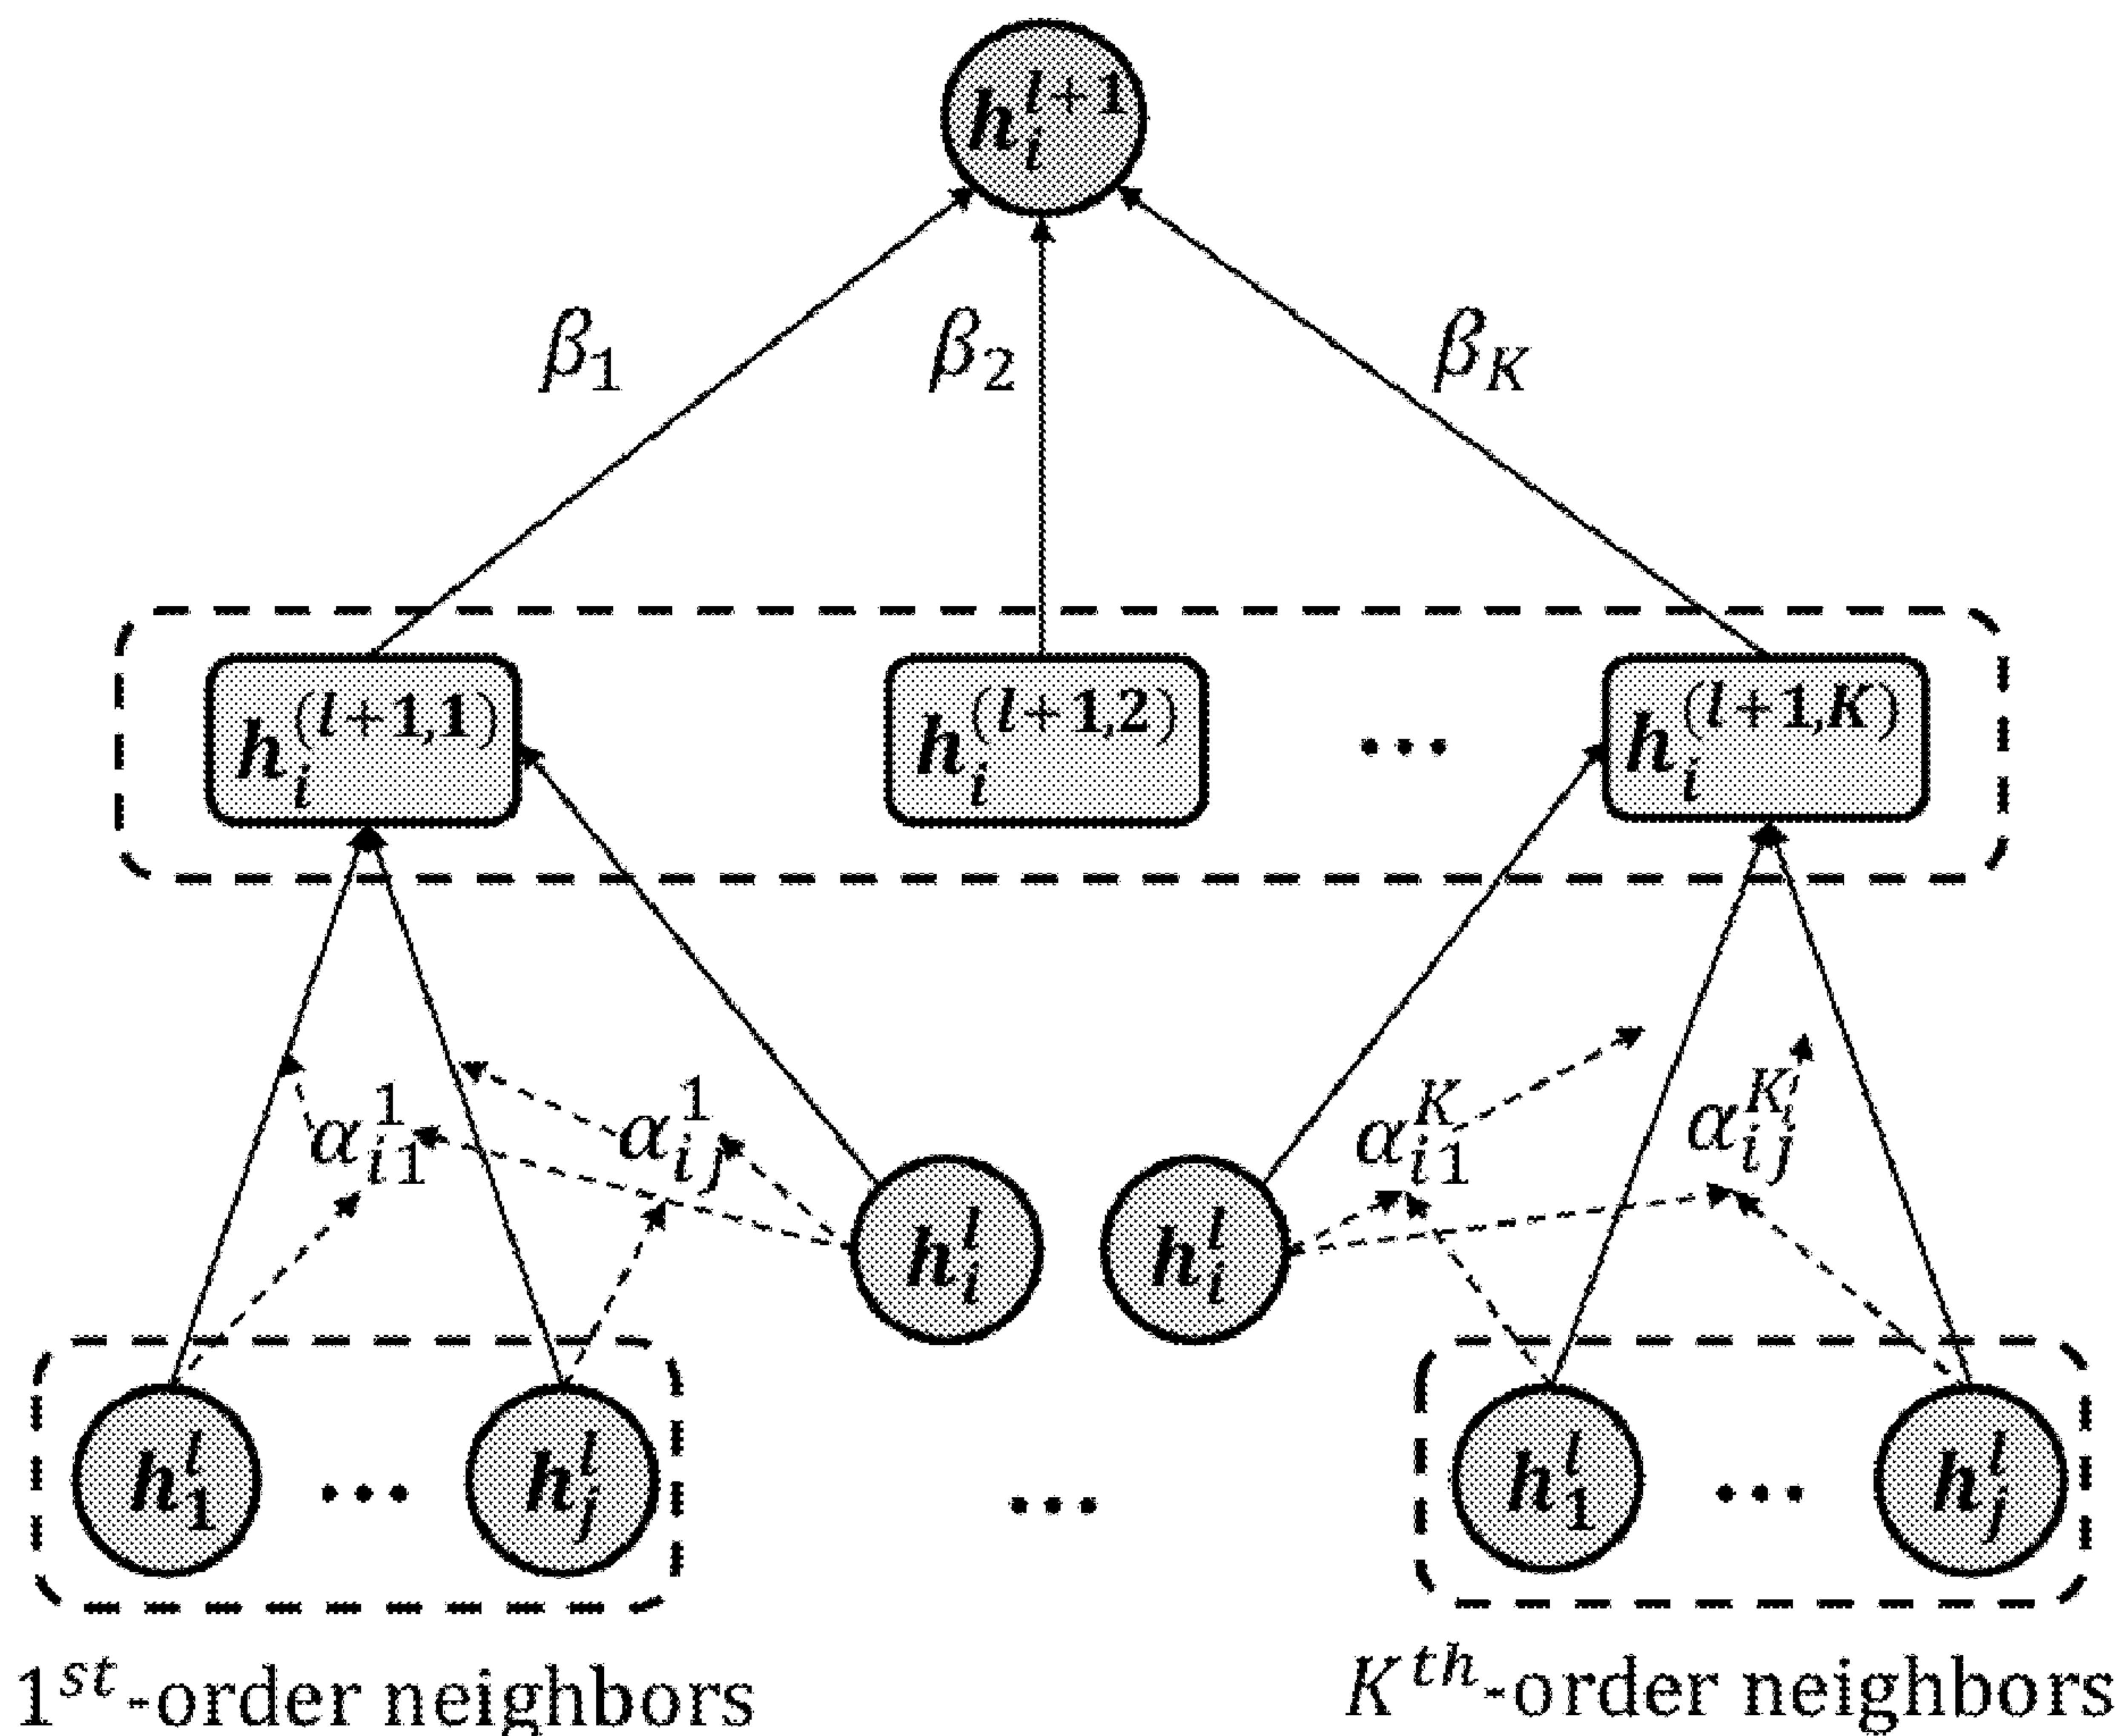 h_i^{l+1}
β_1 β_2 β_K
h_i^{(l+1,1)} h_i^{(l+1,2)} ... h_i^{(l+1,K)}
α_{i1}^1 α_{ij}^1 α_{i1}^K α_{ij}^K
h_i^l h_i^l
h_1^l ... h_j^l ... h_1^l ... h_j^l
1^{st}-order neighbors K^{th}-order neighbors